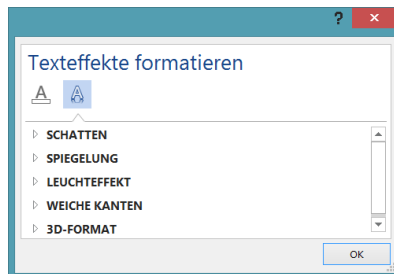 Texteffekte formatieren
SCHATTEN
SPIEGELUNG
LEUCHTEFFEKT
WEICHE KANTEN
3D-FORMAT
OK